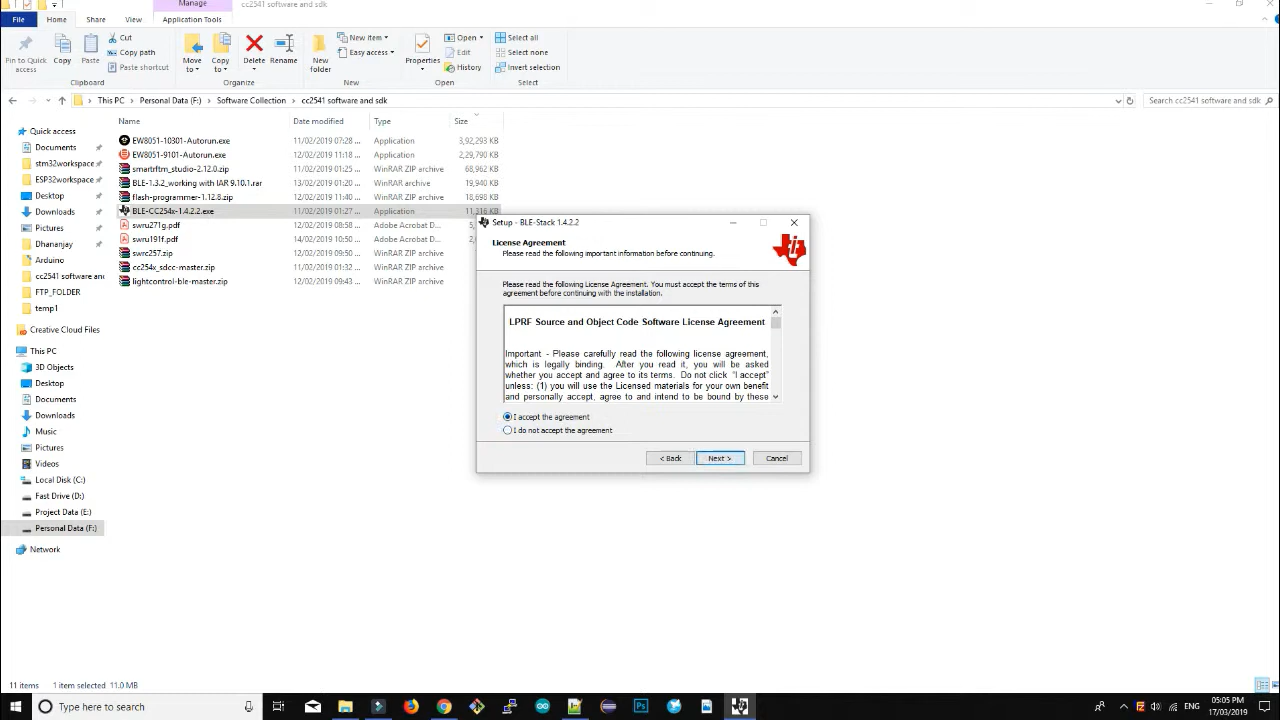 Manage
cc2541 software and sdk
File
Home
Share
View
Application Tools
Pin to Quick access
Copy
Paste
Cut
Copy path
Paste shortcut
Clipboard
Move to
Copy to
Delete
Rename
Organize
New folder
New item
Easy access
New
Properties
Open
Edit
History
Open
Select all
Select none
Invert selection
Select
This PC > Personal Data (F:) > Software Collection > cc2541 software and sdk
Search cc2541 software and sdk
Name Date modified Type Size
EW8051-10301-Autorun.exe 11/02/2019 07:28 ... Application 3,92,293 KB
EW8051-9101-Autorun.exe 12/02/2019 11:18 ... Application 2,29,790 KB
smartrftm_studio-2.12.0.zip 11/02/2019 01:25 ... WinRAR ZIP archive 68,962 KB
BLE-1.3.2_working with IAR 9.10.1.rar 13/02/2019 01:20 ... WinRAR archive 19,940 KB
flash-programmer-1.12.8.zip 12/02/2019 11:40 ... WinRAR ZIP archive 18,698 KB
BLE-CC254x-1.4.2.2.exe 11/02/2019 01:27 ... Application 11,316 KB
swru271g.pdf 12/02/2019 08:58 ... Adobe Acrobat D... 5,
swru191f.pdf 14/02/2019 10:50 ... Adobe Acrobat D... 2,
swrc257.zip 12/02/2019 09:50 ... WinRAR ZIP archive
cc254x_sdcc-master.zip 11/02/2019 01:32 ... WinRAR ZIP archive
lightcontrol-ble-master.zip 12/02/2019 09:43 ... WinRAR ZIP archive
Quick access
Documents
stm32workspace
ESP32workspace
Desktop
Downloads
Pictures
Dhananjay
Arduino
cc2541 software and
FTP_FOLDER
temp1
Creative Cloud Files
This PC
3D Objects
Desktop
Documents
Downloads
Music
Pictures
Videos
Local Disk (C:)
Fast Drive (D:)
Project Data (E:)
Personal Data (F:)
Network
Setup - BLE-Stack 1.4.2.2
License Agreement
Please read the following important information before continuing.
Please read the following License Agreement. You must accept the terms of this
agreement before continuing with the installation.
LPRF Source and Object Code Software License Agreement
Important - Please carefully read the following license agreement,
which is legally binding. After you read it, you will be asked
whether you accept and agree to its terms. Do not click "I accept"
unless: (1) you will use the Licensed materials for your own benefit
and personally accept, agree to and intend to be bound by these
I accept the agreement
I do not accept the agreement
< Back
Next >
Cancel
11 items 1 item selected 11.0 MB
Type here to search
Ps
ENG
05:05 PM
17/03/2019